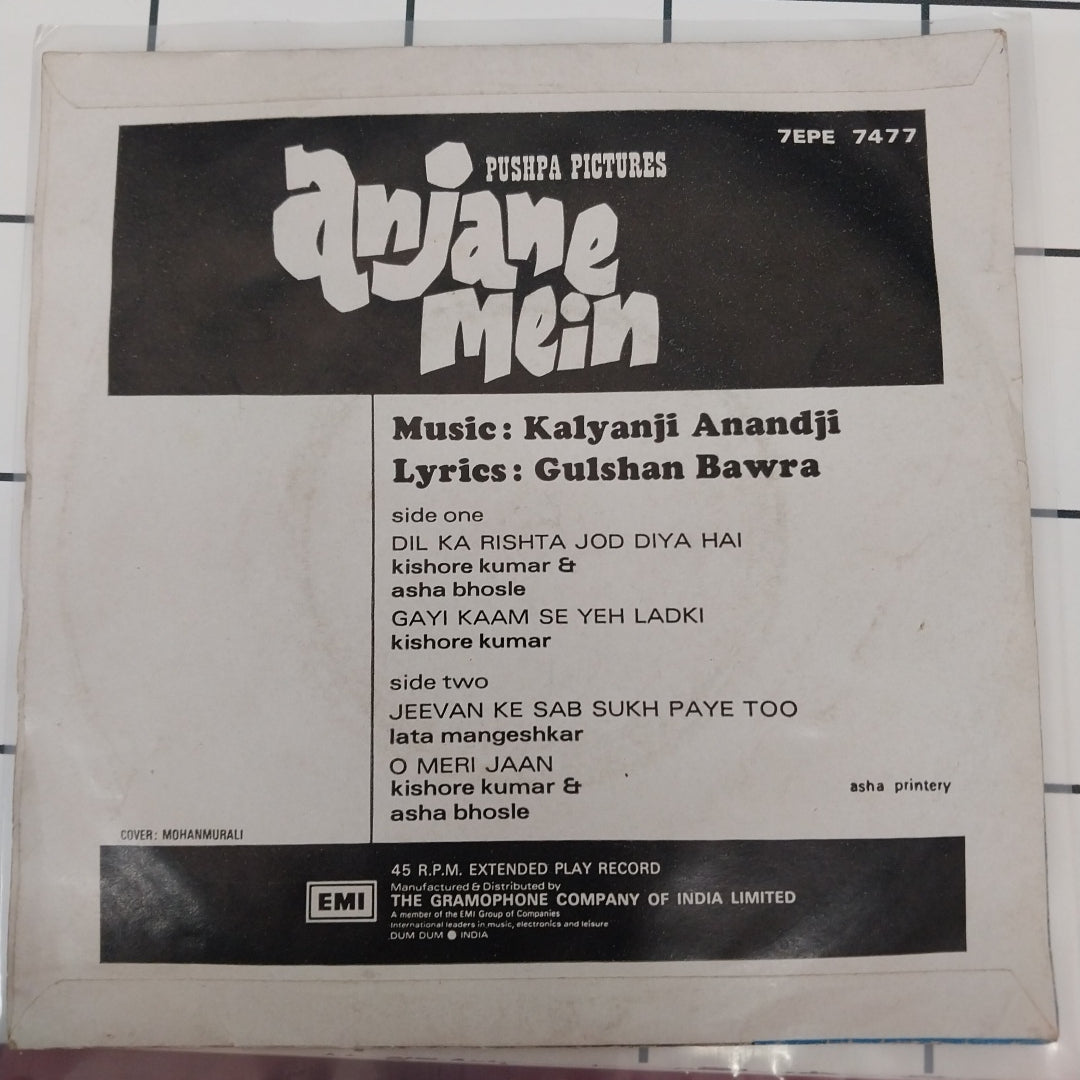 7EPE 7477
PUSHPA PICTURES
anjane
mein
Music: Kalyanji Anandji
Lyrics: Gulshan Bawra
side one
DIL KA RISHTA JOD DIYA HAI
kishore kumar &
asha bhosle
GAYI KAAM SE YEH LADKI
kishore kumar
side two
JEEVAN KE SAB SUKH PAYE TOO
lata mangeshkar
O MERI JAAN
kishore kumar &
asha bhosle
asha printery
COVER: MOHANMURALI
EMI
45 R.P.M. EXTENDED PLAY RECORD
Manufactured & Distributed by
THE GRAMOPHONE COMPANY OF INDIA LIMITED
A member of the EMI Group of Companies
International leaders in music, electronics and leisure
DUM DUM ● INDIA